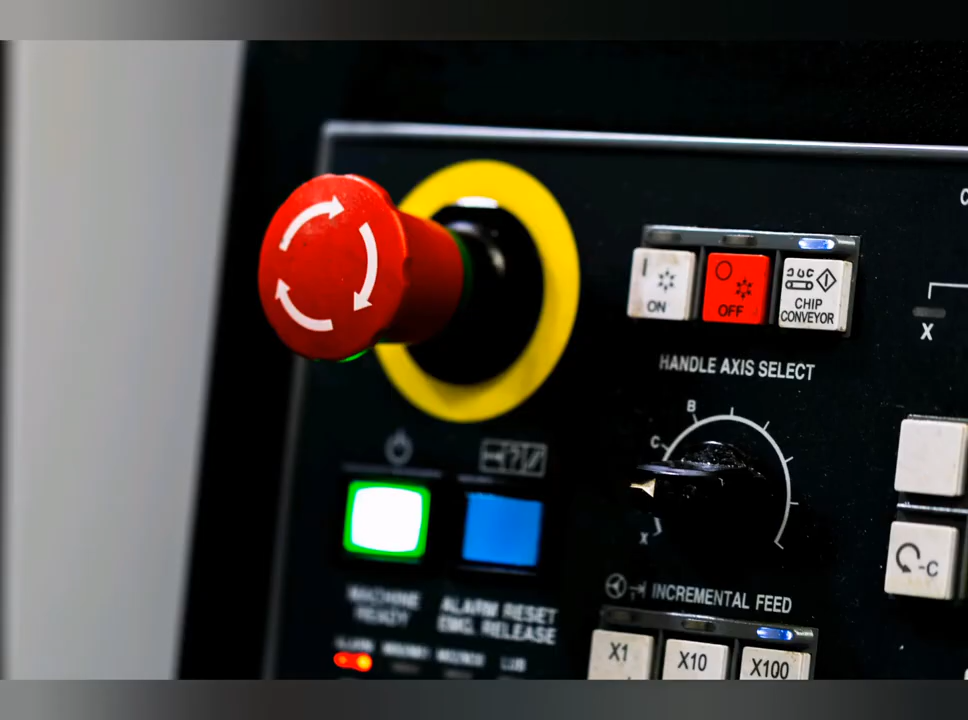 C
ON
OFF
CHIP
CONVEYOR
X
HANDLE AXIS SELECT
B
C
X
-C
INCREMENTAL FEED
MACHINE
READY
ALARM RESET
EMG. RELEASE
X1
X10
X100